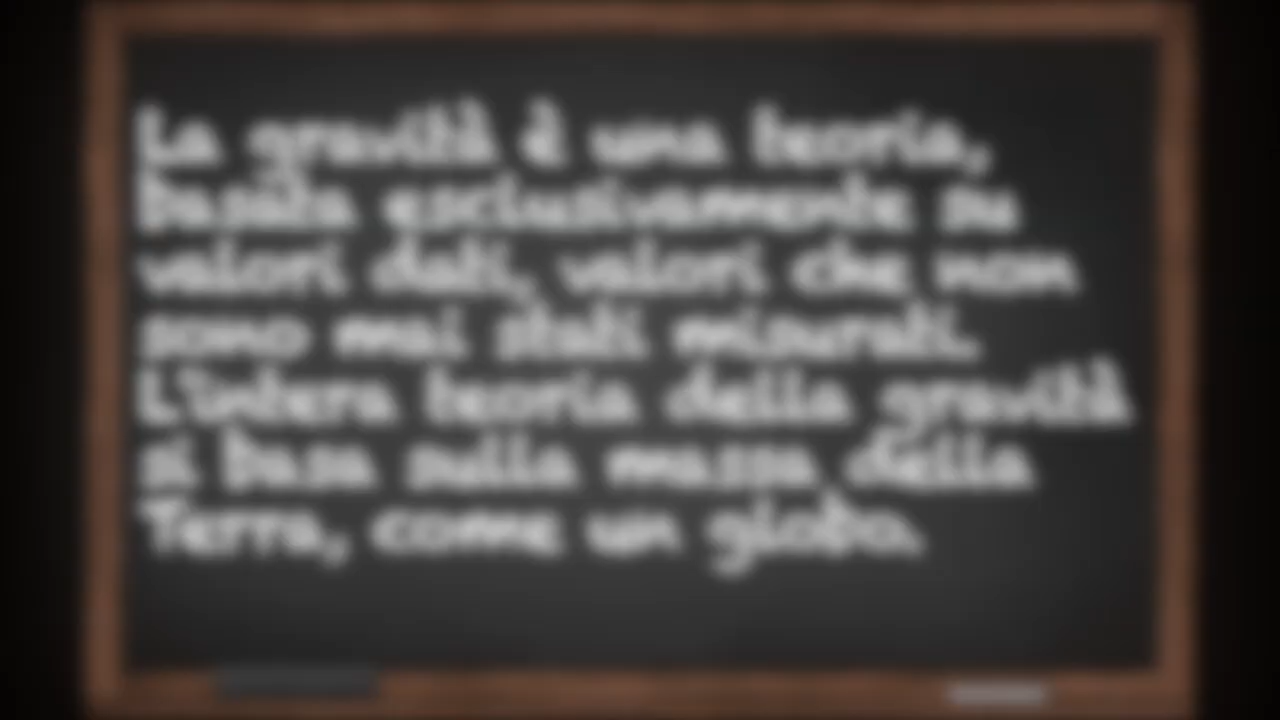 La gravità è una teoria,
basata esclusivamente su
valori dati, valori che non
sono mai stati misurati.
L'intera teoria della gravità
si basa sulla massa della
Terra, come un globo.